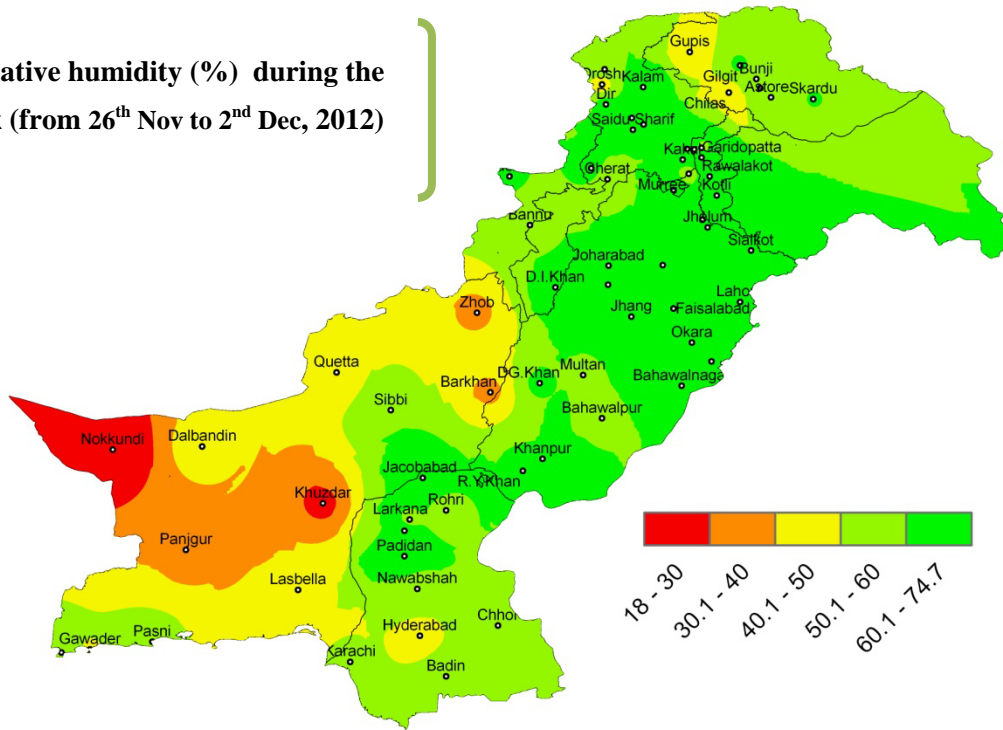 ative humidity (%) during the
(from 26th Nov to 2nd Dec, 2012)
Gupis
Drosh Kalam
Gilgit
Bunji
Dir
Astore Skardu
Chilas
Saidu Sharif
Garidopatta
Rawalakot
Cherat
Murree
Kotli
Bannu
Jhelum
Sialkot
Joharabad
D.I.Khan
Zhob
Laho
Jhang
Faisalabad
Okara
Quetta
DG.Khan
Multan
Barkhan
Bahawalnaga
Sibbi
Bahawalpur
Nokkundi
Dalbandin
Khanpur
Jacobabad
R.Y.Khan
Khuzdar
Rohri
Larkana
Panjgur
Padidan
Lasbella
Nawabshah
Chhor
Hyderabad
Gawader
Pasni
Karachi
Badin
18 - 30
30.1 - 40
40.1 - 50
50.1 - 60
60.1 - 74.7